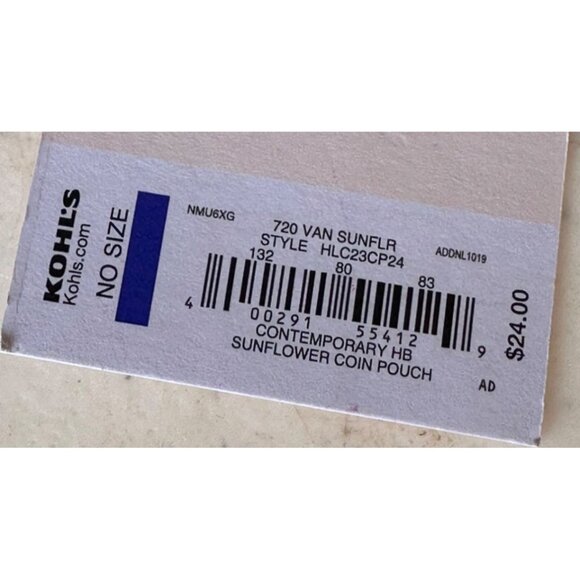 KOHL'S
Kohls.com
NO SIZE
NMU6XG
720 VAN SUNFLR
ADDNL1019
STYLE HLC23CP24
132 80 83
4 00291 55412 9
CONTEMPORARY HB
SUNFLOWER COIN POUCH
AD
$24.00